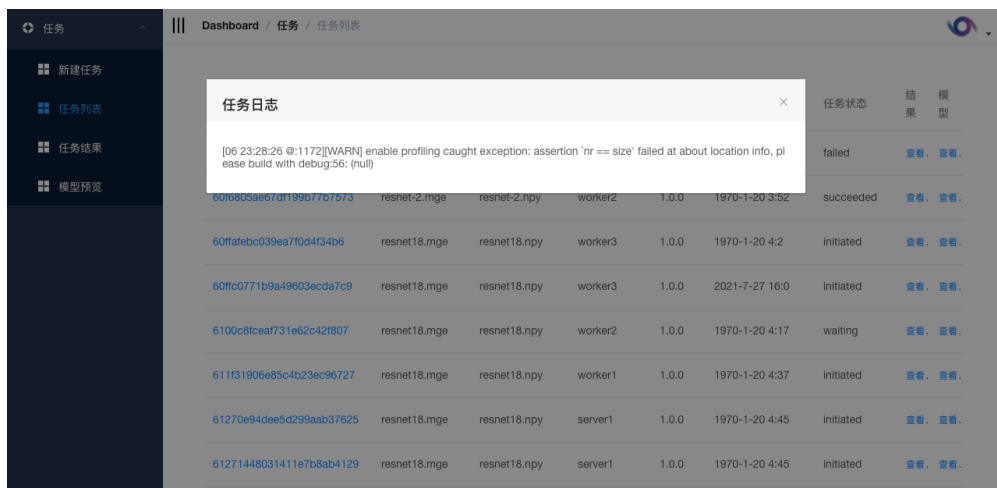 任务
Dashboard / 任务 / 任务列表
新建任务
任务列表
任务结果
模型预览
任务日志
[06 23:28:26 @:1172][WARN] enable profiling caught exception: assertion `nr == size' failed at about location info, pl
ease build with debug:56: (null)
任务状态 结果 模型
failed 查看. 查看.
60f6805ae67df199b77b7573 resnet-2.mge resnet-2.npy worker2 1.0.0 1970-1-20 3:52 succeeded 查看. 查看.
60ffafebc039ea7f0d4f34b6 resnet18.mge resnet18.npy worker3 1.0.0 1970-1-20 4:2 initiated 查看. 查看.
60ffc0771b9a49603ecda7c9 resnet18.mge resnet18.npy worker3 1.0.0 2021-7-27 16:0 initiated 查看. 查看.
6100c8fceaf731e62c42f807 resnet18.mge resnet18.npy worker2 1.0.0 1970-1-20 4:17 waiting 查看. 查看.
611f31906e85c4b23ec96727 resnet18.mge resnet18.npy worker1 1.0.0 1970-1-20 4:37 initiated 查看. 查看.
61270e94dee5d299aab37625 resnet18.mge resnet18.npy server1 1.0.0 1970-1-20 4:45 initiated 查看. 查看.
61271448031411e7b8ab4129 resnet18.mge resnet18.npy server1 1.0.0 1970-1-20 4:45 initiated 查看. 查看.